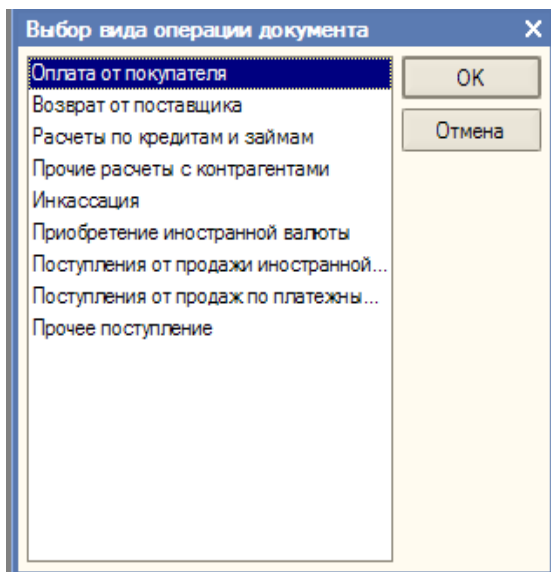 Выбор вида операции документа
Оплата от покупателя
Возврат от поставщика
Расчеты по кредитам и займам
Прочие расчеты с контрагентами
Инкассация
Приобретение иностранной валюты
Поступления от продажи иностранной...
Поступления от продаж по платежны...
Прочее поступление
OK
Отмена